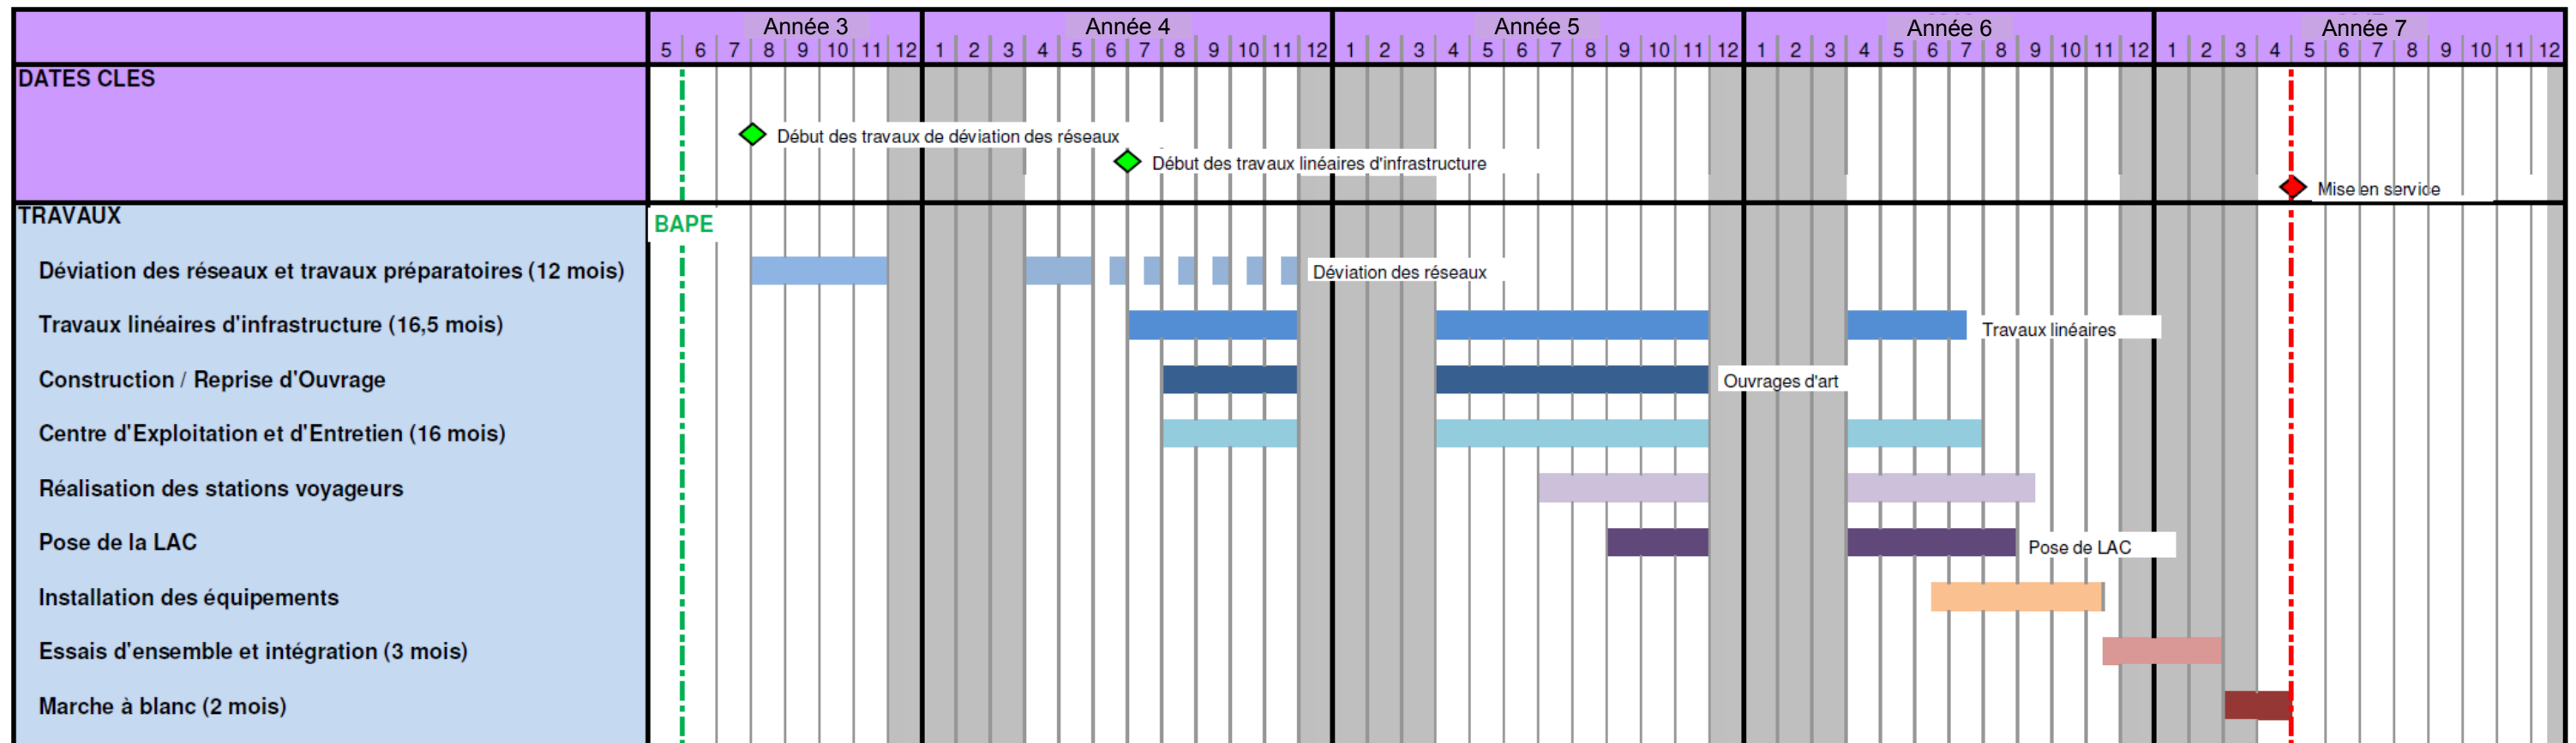 Année 3 Année 4 Année 5 Année 6 Année 7
5 6 7 8 9 10 11 12 1 2 3 4 5 6 7 8 9 10 11 12 1 2 3 4 5 6 7 8 9 10 11 12 1 2 3 4 5 6 7 8 9 10 11 12 1 2 3 4 5 6 7 8 9 10 11 12
DATES CLES
Début des travaux de déviation des réseaux
Début des travaux linéaires d'infrastructure
Mise en service
TRAVAUX
BAPE
Déviation des réseaux et travaux préparatoires (12 mois) Déviation des réseaux
Travaux linéaires d'infrastructure (16,5 mois) Travaux linéaires
Construction / Reprise d'Ouvrage Ouvrages d'art
Centre d'Exploitation et d'Entretien (16 mois)
Réalisation des stations voyageurs
Pose de la LAC Pose de LAC
Installation des équipements
Essais d'ensemble et intégration (3 mois)
Marche à blanc (2 mois)